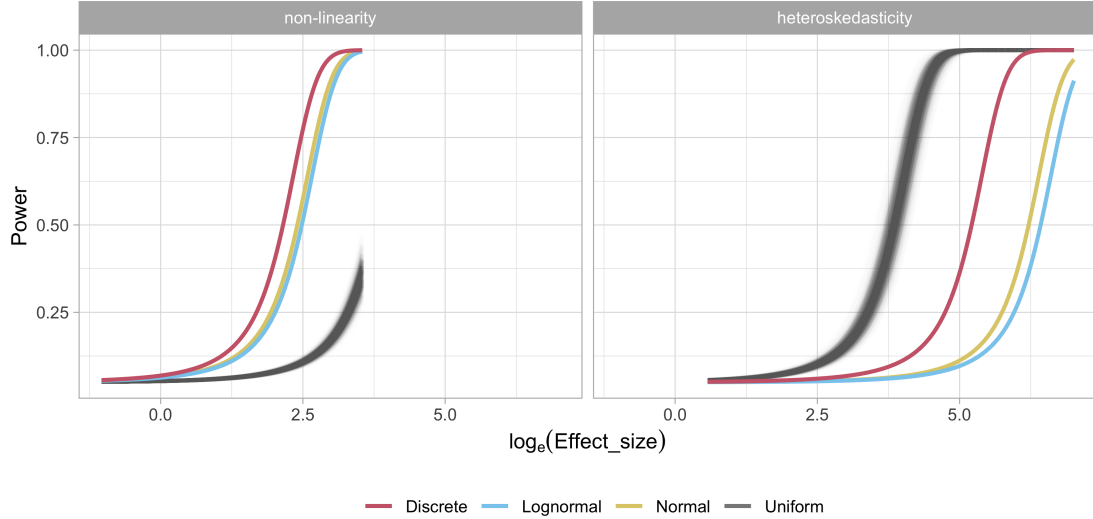 non-linearity heteroskedasticity
1.00
0.75
0.50
0.25
Power
0.0 2.5 5.0 0.0 2.5 5.0
logₑ(Effect_size)
Discrete Lognormal Normal Uniform